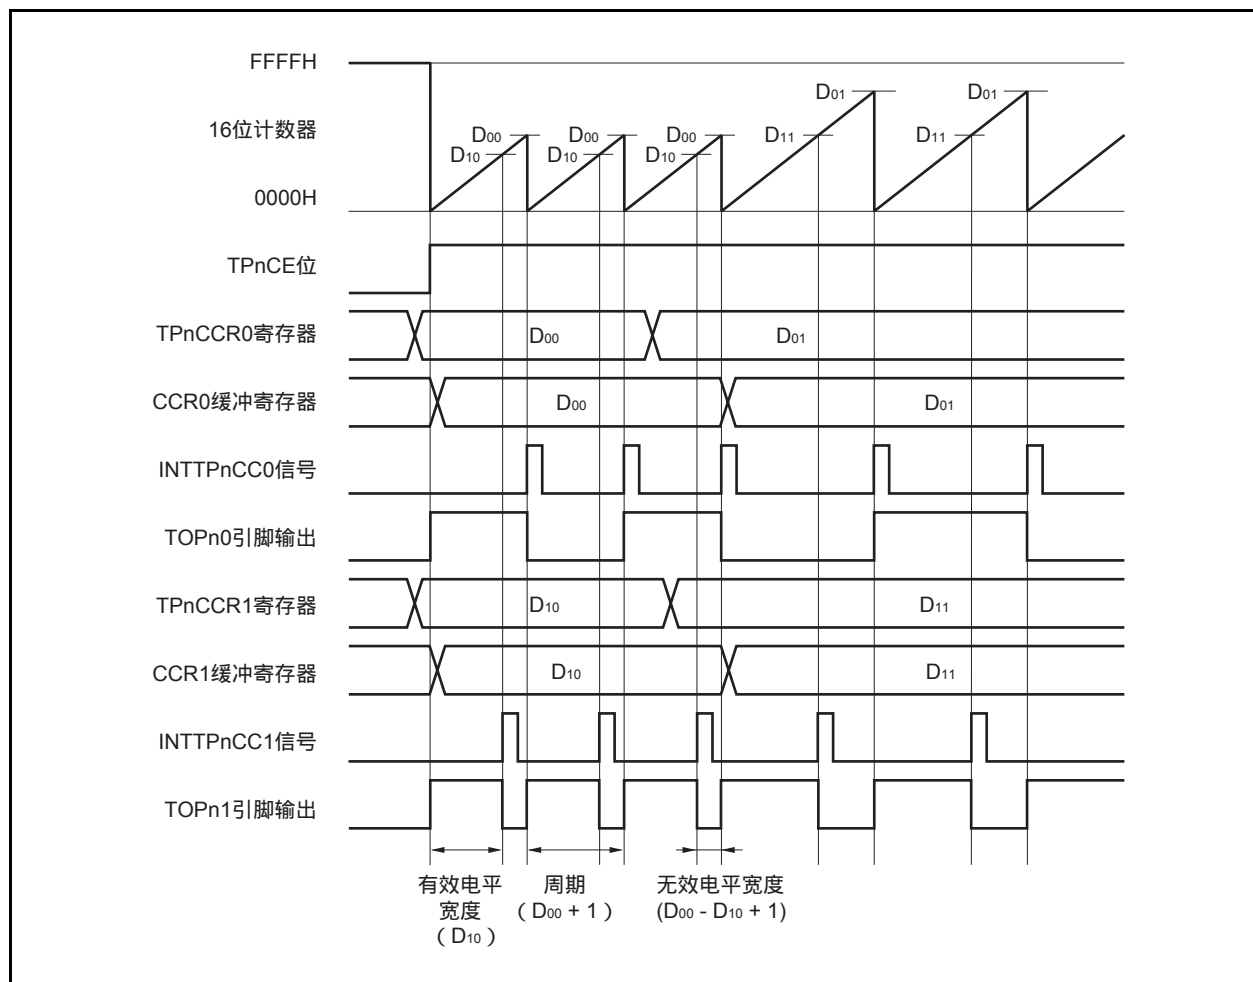 FFFFH
16位计数器
0000H
D00 D00 D00 D01 D01
D10 D10 D10 D11 D11
TPnCE位
TPnCCR0寄存器 D00 D01
CCR0缓冲寄存器 D00 D01
INTTPnCC0信号
TOPn0引脚输出
TPnCCR1寄存器 D10 D11
CCR1缓冲寄存器 D10 D11
INTTPnCC1信号
TOPn1引脚输出
有效电平
宽度
（D10）
周期
（D00 + 1）
无效电平宽度
(D00 - D10 + 1)